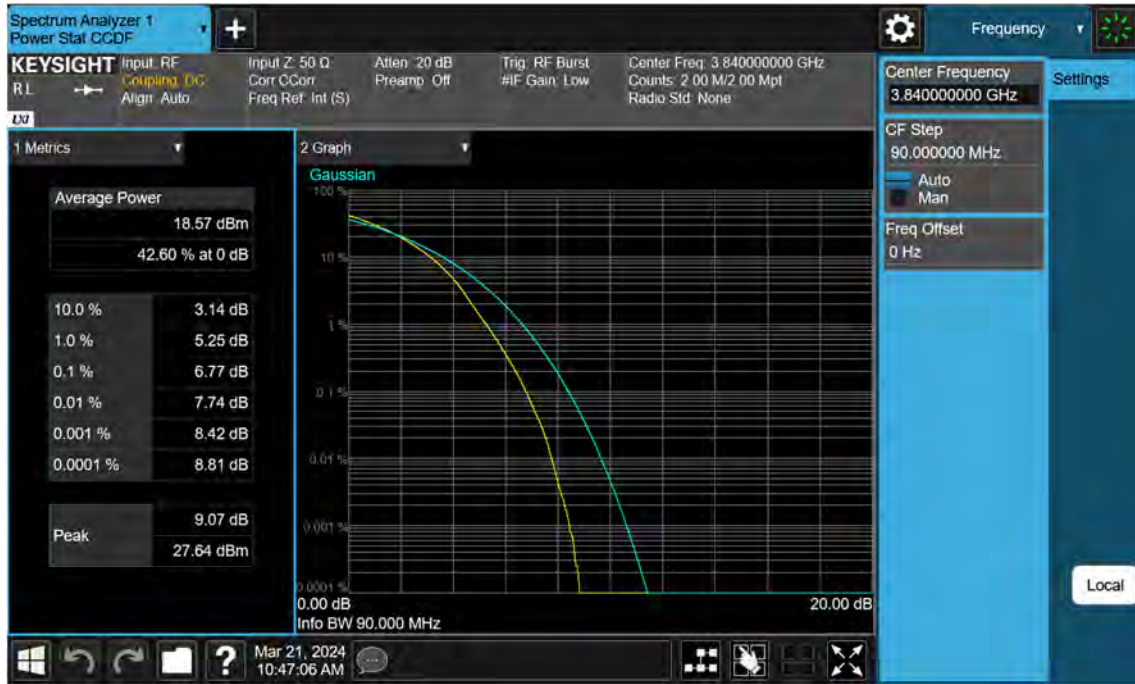 Spectrum Analyzer 1
Power Stat CCDF
+
Frequency
KEYSIGHT
RL
LXI
Input: RF
Coupling: DC
Align: Auto
Input Z: 50 Ω
Corr CCorr
Freq Ref: Int (S)
Atten: 20 dB
Preamp: Off
Trig: RF Burst
#IF Gain: Low
Center Freq: 3.840000000 GHz
Counts: 2.00 M/2.00 Mpt
Radio Std: None
Center Frequency
3.840000000 GHz
Settings
CF Step
90.000000 MHz
Auto
Man
Freq Offset
0 Hz
1 Metrics
Average Power
18.57 dBm
42.60 % at 0 dB
10.0 % 3.14 dB
1.0 % 5.25 dB
0.1 % 6.77 dB
0.01 % 7.74 dB
0.001 % 8.42 dB
0.0001 % 8.81 dB
Peak
9.07 dB
27.64 dBm
2 Graph
Gaussian
100 %
10 %
1 %
0.1 %
0.01 %
0.001 %
0.0001 %
0.00 dB 20.00 dB
Info BW 90.000 MHz
Local
?
Mar 21, 2024
10:47:06 AM